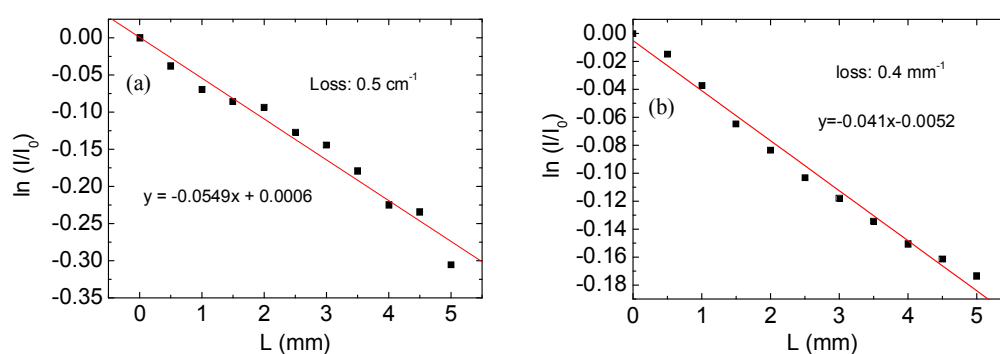 0.00
-0.05
-0.10
-0.15
-0.20
-0.25
-0.30
-0.35
ln (I/I₀)
(a)
Loss: 0.5 cm⁻¹
y = -0.0549x + 0.0006
0 1 2 3 4 5
L (mm)
0.00
-0.02
-0.04
-0.06
-0.08
-0.10
-0.12
-0.14
-0.16
-0.18
ln (I/I₀)
(b)
loss: 0.4 mm⁻¹
y=-0.041x-0.0052
0 1 2 3 4 5
L (mm)